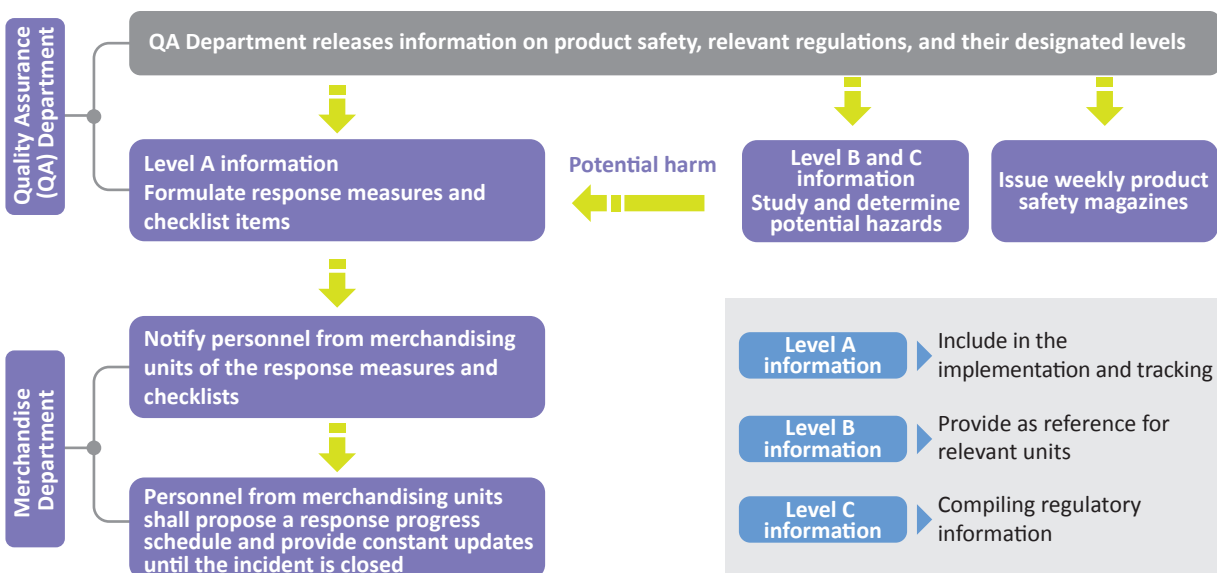 Quality Assurance
(QA) Department
QA Department releases information on product safety, relevant regulations, and their designated levels
Level A information
Formulate response measures and
checklist items
Potential harm
Level B and C
information
Study and determine
potential hazards
Issue weekly product
safety magazines
Merchandise
Department
Notify personnel from merchandising
units of the response measures and
checklists
Personnel from merchandising units
shall propose a response progress
schedule and provide constant updates
until the incident is closed
Level A
information
Include in the
implementation and tracking
Level B
information
Provide as reference for
relevant units
Level C
information
Compiling regulatory
information